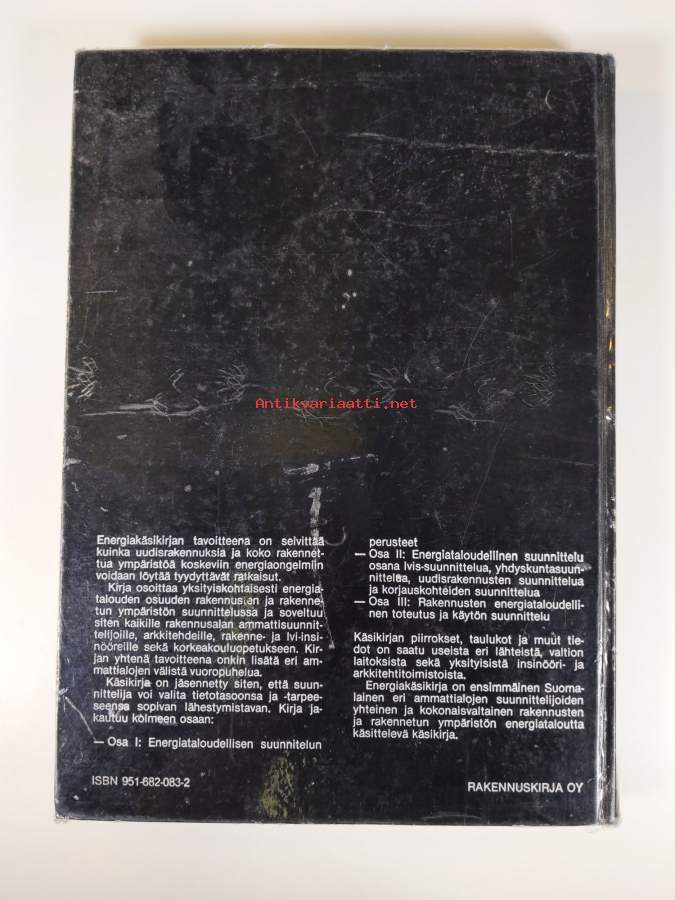 Antikvariaatti.net
Energiakäsikirjan tavoitteena on selvittää
kuinka uudisrakennuksia ja koko rakennet-
tua ympäristöä koskeviin energiaongelmiin
voidaan löytää tyydyttävät ratkaisut.
Kirja osoittaa yksityiskohtaisesti energia-
talouden osuuden rakennusten ja rakenne-
tun ympäristön suunnittelussa ja soveltuu
siten kaikille rakennusalan ammattisuunnit-
telijoille, arkkitehdeille, rakenne- ja lvi-insi-
nööreille sekä korkeakouluopetukseen. Kir-
jan yhtenä tavoitteena onkin lisätä eri am-
mattialojen välistä vuoropuhelua.
Käsikirja on jäsennetty siten, että suun-
nittelija voi valita tietotasoonsa ja -tarpee-
seensa sopivan lähestymistavan. Kirja ja-
kautuu kolmeen osaan:
— Osa I: Energiataloudellisen suunnitelun
perusteet
— Osa II: Energiataloudellinen suunnittelu
osana lvis-suunnittelua, yhdyskuntasuun-
nittelua, uudisrakennusten suunnittelua
ja korjauskohteiden suunnittelua
— Osa III: Rakennusten energiataloudelli-
nen toteutus ja käytön suunnittelu
Käsikirjan piirrokset, taulukot ja muut tie-
dot on saatu useista eri lähteistä, valtion
laitoksista sekä yksityisistä insinööri- ja
arkkitehtitoimistoista.
Energiakäsikirja on ensimmäinen Suoma-
lainen eri ammattialojen suunnittelijoiden
yhteinen ja kokonaisvaltainen rakennusten
ja rakennetun ympäristön energiataloutta
käsittelevä käsikirja.
ISBN 951-682-083-2
RAKENNUSKIRJA OY